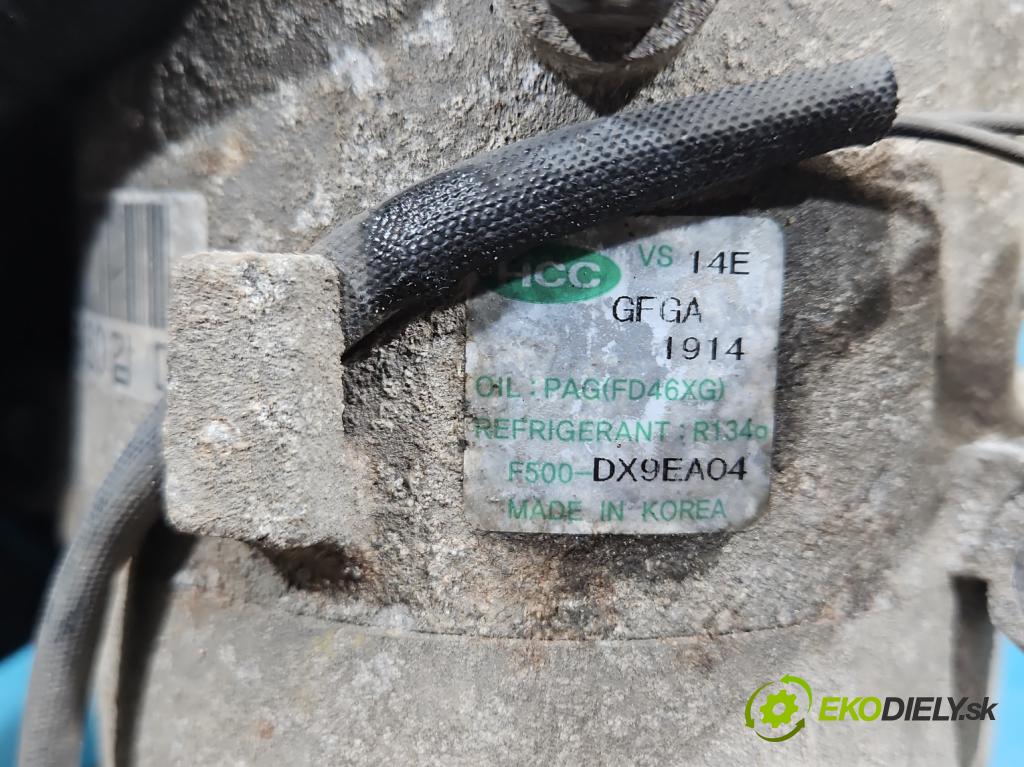 HCC VS 14E
GFGA
1914
OIL : PAG(FD46XG)
REFRIGERANT : R134a
F500-DX9EA04
MADE IN KOREA
EKODIELY.sk